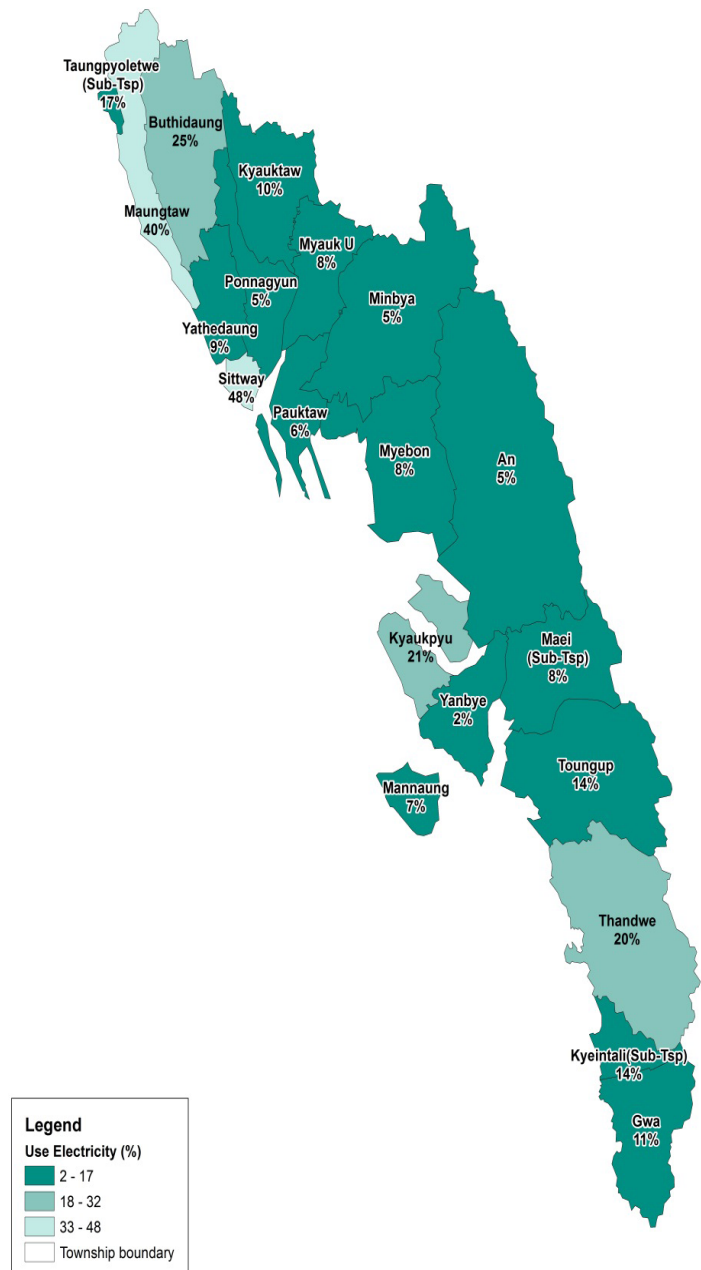 Taungpyoletwe
(Sub-Tsp)
17%
Buthidaung
25%
Kyauktaw
10%
Maungtaw
40%
Myauk U
8%
Ponnagyun
5%
Minbya
5%
Yathedaung
9%
Sittway
48%
Pauktaw
6%
Myebon
8%
An
5%
Kyaukpyu
21%
Maei
(Sub-Tsp)
8%
Yanbye
2%
Toungup
14%
Mannaung
7%
Thandwe
20%
Kyeintali(Sub-Tsp)
14%
Gwa
11%
Legend
Use Electricity (%)
2 - 17
18 - 32
33 - 48
Township boundary